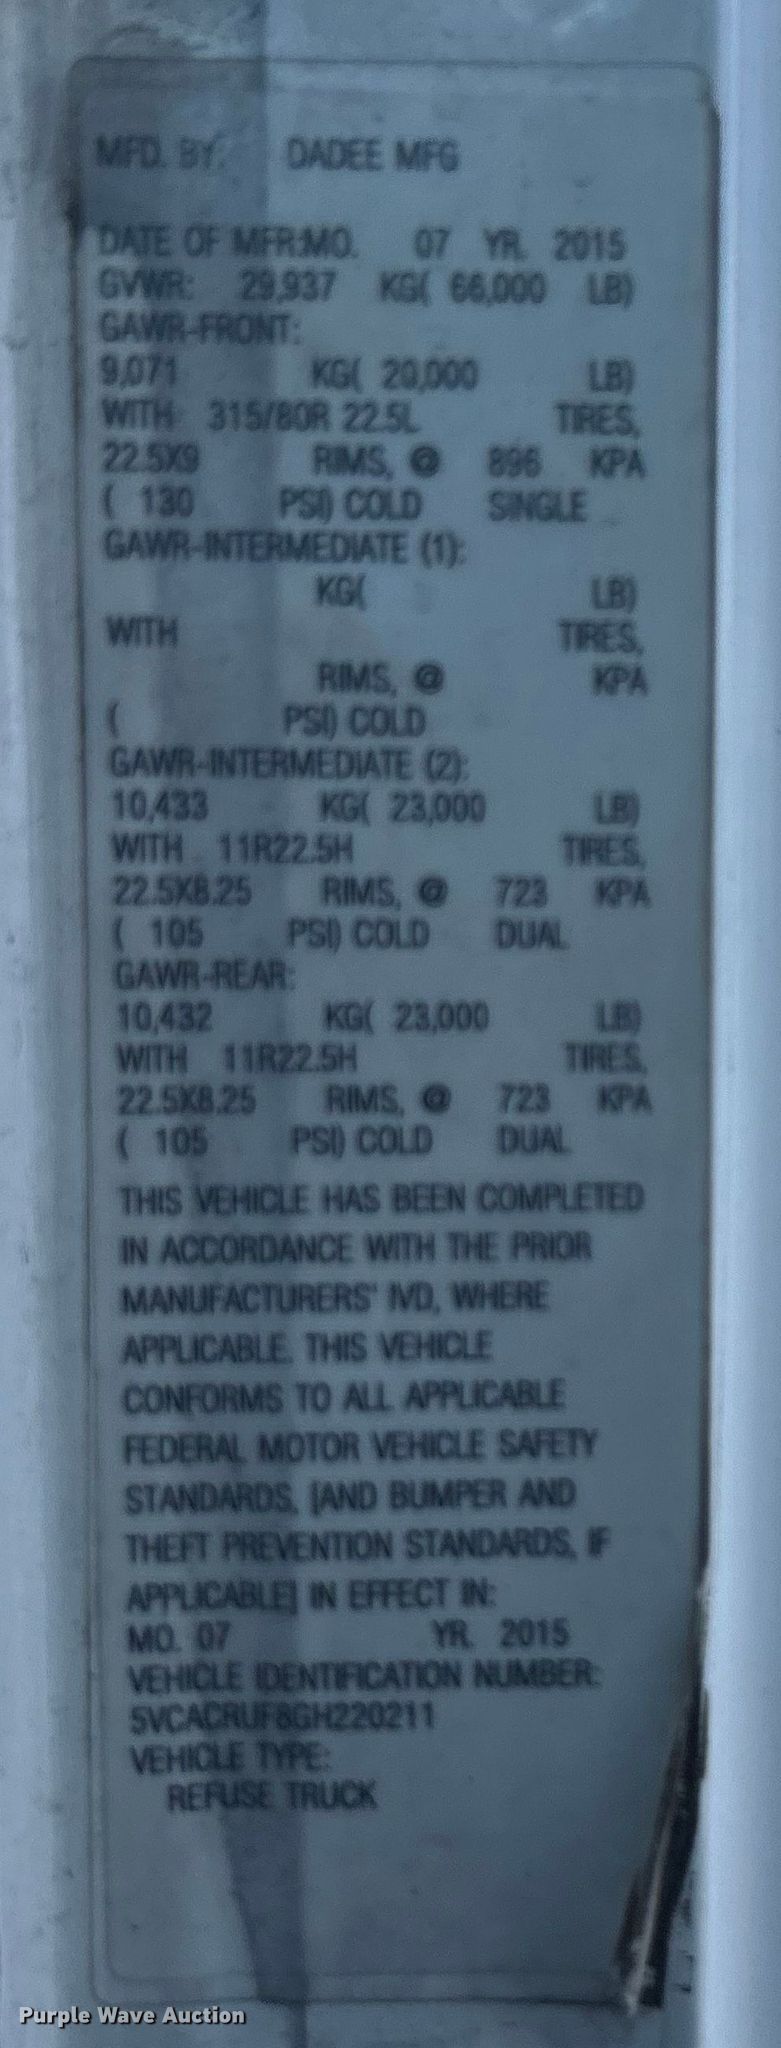 MFD. BY: DADEE MFG
DATE OF MFR:MO. 07 YR. 2015
GVWR: 29,937 KG( 66,000 LB)
GAWR-FRONT:
9,071 KG( 20,000 LB)
WITH 315/80R 22.5L TIRES,
22.5X9 RIMS, @ 896 KPA
( 130 PSI) COLD SINGLE
GAWR-INTERMEDIATE (1):
KG( LB)
WITH TIRES,
RIMS, @ KPA
( PSI) COLD
GAWR-INTERMEDIATE (2):
10,433 KG( 23,000 LB)
WITH 11R22.5H TIRES,
22.5X8.25 RIMS, @ 723 KPA
( 105 PSI) COLD DUAL
GAWR-REAR:
10,432 KG( 23,000 LB)
WITH 11R22.5H TIRES,
22.5X8.25 RIMS, @ 723 KPA
( 105 PSI) COLD DUAL
THIS VEHICLE HAS BEEN COMPLETED
IN ACCORDANCE WITH THE PRIOR
MANUFACTURERS' IVD, WHERE
APPLICABLE. THIS VEHICLE
CONFORMS TO ALL APPLICABLE
FEDERAL MOTOR VEHICLE SAFETY
STANDARDS, [AND BUMPER AND
THEFT PREVENTION STANDARDS, IF
APPLICABLE] IN EFFECT IN:
MO. 07 YR. 2015
VEHICLE IDENTIFICATION NUMBER:
5VCACRUF8GH220211
VEHICLE TYPE:
REFUSE TRUCK
Purple Wave Auction